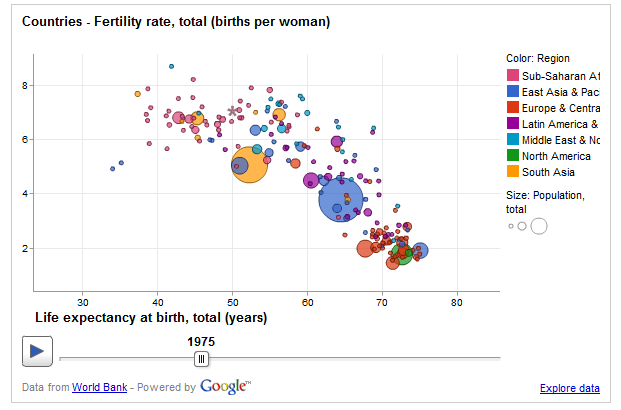 Countries - Fertility rate, total (births per woman)
Color: Region
Sub-Saharan Af
East Asia & Paci
Europe & Centra
Latin America &
Middle East & No
North America
South Asia
Size: Population,
total
8
6
4
2
30 40 50 60 70 80
Life expectancy at birth, total (years)
1975
Data from World Bank - Powered by Google™
Explore data